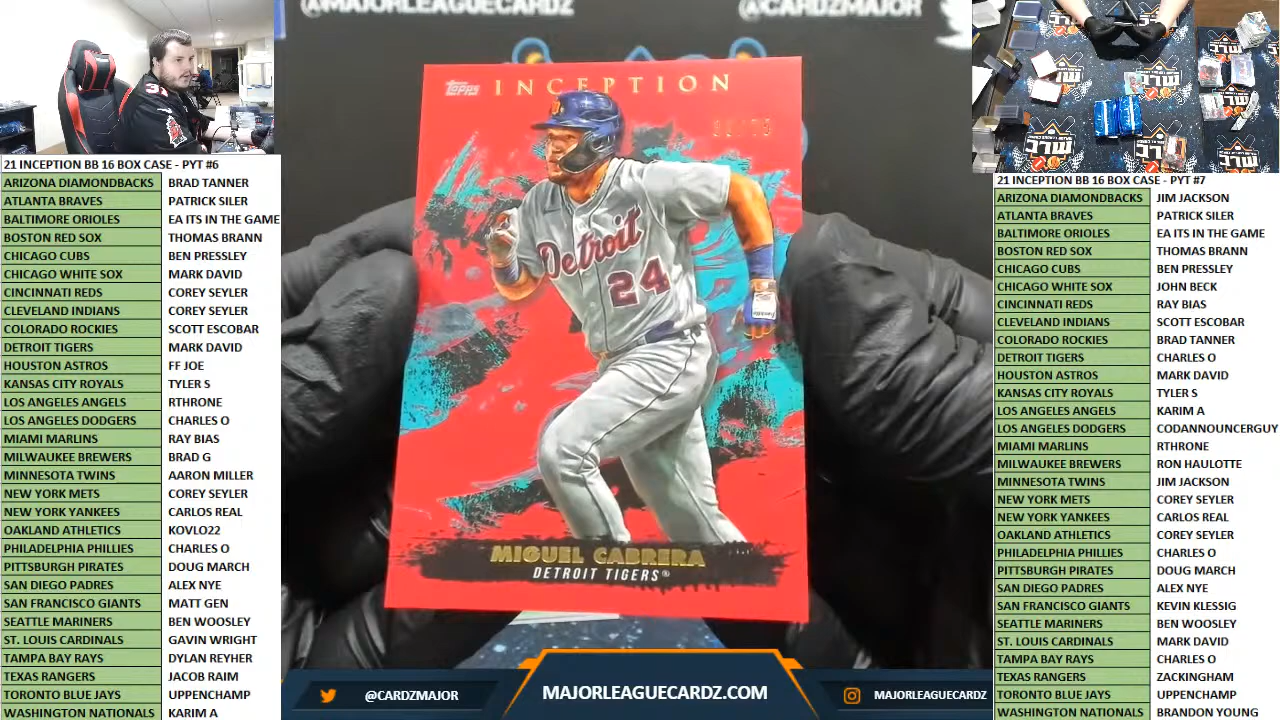 @MAJORLEAGUECARDZ
@CARDZMAJOR
21 INCEPTION BB 16 BOX CASE - PYT #6
ARIZONA DIAMONDBACKS BRAD TANNER
ATLANTA BRAVES PATRICK SILER
BALTIMORE ORIOLES EA ITS IN THE GAME
BOSTON RED SOX THOMAS BRANN
CHICAGO CUBS BEN PRESSLEY
CHICAGO WHITE SOX MARK DAVID
CINCINNATI REDS COREY SEYLER
CLEVELAND INDIANS COREY SEYLER
COLORADO ROCKIES SCOTT ESCOBAR
DETROIT TIGERS MARK DAVID
HOUSTON ASTROS FF JOE
KANSAS CITY ROYALS TYLER S
LOS ANGELES ANGELS RTHRONE
LOS ANGELES DODGERS CHARLES O
MIAMI MARLINS RAY BIAS
MILWAUKEE BREWERS BRAD G
MINNESOTA TWINS AARON MILLER
NEW YORK METS COREY SEYLER
NEW YORK YANKEES CARLOS REAL
OAKLAND ATHLETICS KOVLO22
PHILADELPHIA PHILLIES CHARLES O
PITTSBURGH PIRATES DOUG MARCH
SAN DIEGO PADRES ALEX NYE
SAN FRANCISCO GIANTS MATT GEN
SEATTLE MARINERS BEN WOOSLEY
ST. LOUIS CARDINALS GAVIN WRIGHT
TAMPA BAY RAYS DYLAN REYHER
TEXAS RANGERS JACOB RAIM
TORONTO BLUE JAYS UPPENCHAMP
WASHINGTON NATIONALS KARIM A
Topps INCEPTION
Detroit
24
MIGUEL CABRERA
DETROIT TIGERS®
@CARDZMAJOR
MAJORLEAGUECARDZ.COM
MAJORLEAGUECARDZ
21 INCEPTION BB 16 BOX CASE - PYT #7
ARIZONA DIAMONDBACKS JIM JACKSON
ATLANTA BRAVES PATRICK SILER
BALTIMORE ORIOLES EA ITS IN THE GAME
BOSTON RED SOX THOMAS BRANN
CHICAGO CUBS BEN PRESSLEY
CHICAGO WHITE SOX JOHN BECK
CINCINNATI REDS RAY BIAS
CLEVELAND INDIANS SCOTT ESCOBAR
COLORADO ROCKIES BRAD TANNER
DETROIT TIGERS CHARLES O
HOUSTON ASTROS MARK DAVID
KANSAS CITY ROYALS TYLER S
LOS ANGELES ANGELS KARIM A
LOS ANGELES DODGERS CODANNOUNCERGUY
MIAMI MARLINS RTHRONE
MILWAUKEE BREWERS RON HAULOTTE
MINNESOTA TWINS JIM JACKSON
NEW YORK METS COREY SEYLER
NEW YORK YANKEES CARLOS REAL
OAKLAND ATHLETICS COREY SEYLER
PHILADELPHIA PHILLIES CHARLES O
PITTSBURGH PIRATES DOUG MARCH
SAN DIEGO PADRES ALEX NYE
SAN FRANCISCO GIANTS KEVIN KLESSIG
SEATTLE MARINERS BEN WOOSLEY
ST. LOUIS CARDINALS MARK DAVID
TAMPA BAY RAYS CHARLES O
TEXAS RANGERS ZACKINGHAM
TORONTO BLUE JAYS UPPENCHAMP
WASHINGTON NATIONALS BRANDON YOUNG